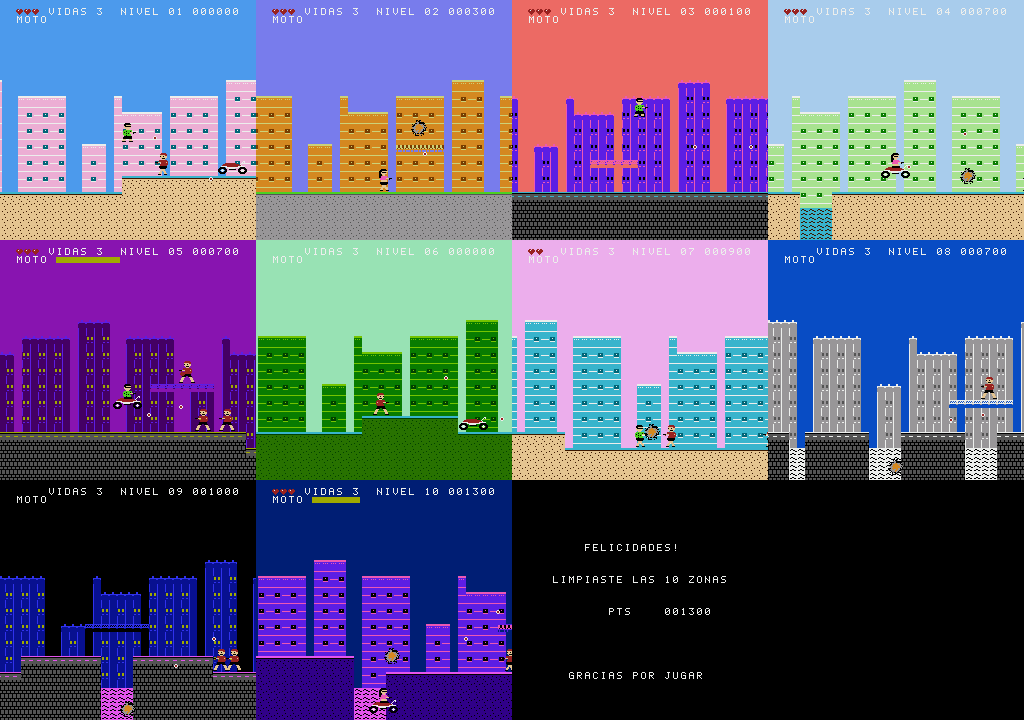 VIDAS 3 NIVEL 01 000000
MOTO
VIDAS 3 NIVEL 02 000300
MOTO
VIDAS 3 NIVEL 03 000100
MOTO
VIDAS 3 NIVEL 04 000700
MOTO
VIDAS 3 NIVEL 05 000700
MOTO
VIDAS 3 NIVEL 06 000000
MOTO
VIDAS 3 NIVEL 07 000900
MOTO
VIDAS 3 NIVEL 08 000700
MOTO
VIDAS 3 NIVEL 09 001000
MOTO
VIDAS 3 NIVEL 10 001300
MOTO
FELICIDADES!
LIMPIASTE LAS 10 ZONAS
PTS 001300
GRACIAS POR JUGAR